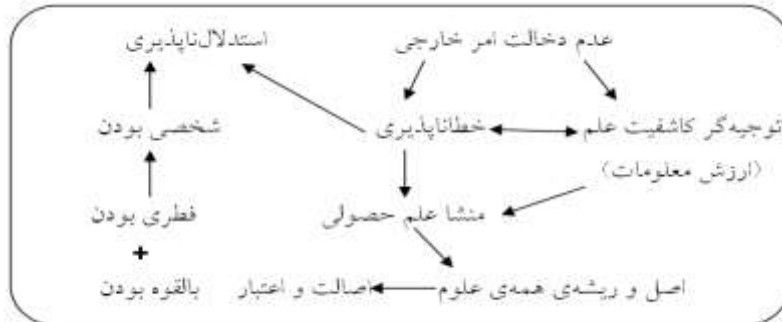 عدم دخالت امر خارجی استدلال‌ناپذیری
توجیه‌گر کاشفیت علم خطاناپذیری شخصی بودن
(ارزش معلومات)
منشا علم حصولی فطری بودن
+
اصل و ریشه‌ی همه‌ی علوم اصالت و اعتبار بالقوه بودن